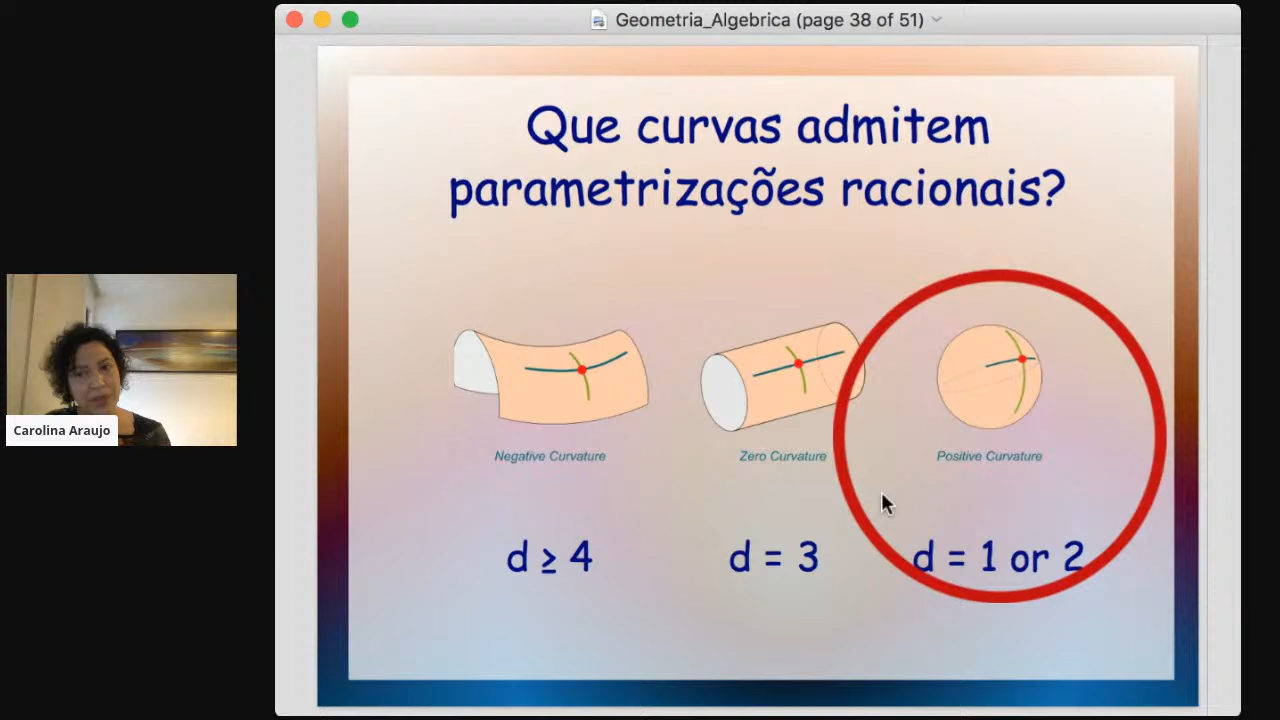 Geometria_Algebrica (page 38 of 51)
Que curvas admitem
parametrizações racionais?
Negative Curvature
Zero Curvature
Positive Curvature
d ≥ 4
d = 3
d = 1 or 2
Carolina Araujo